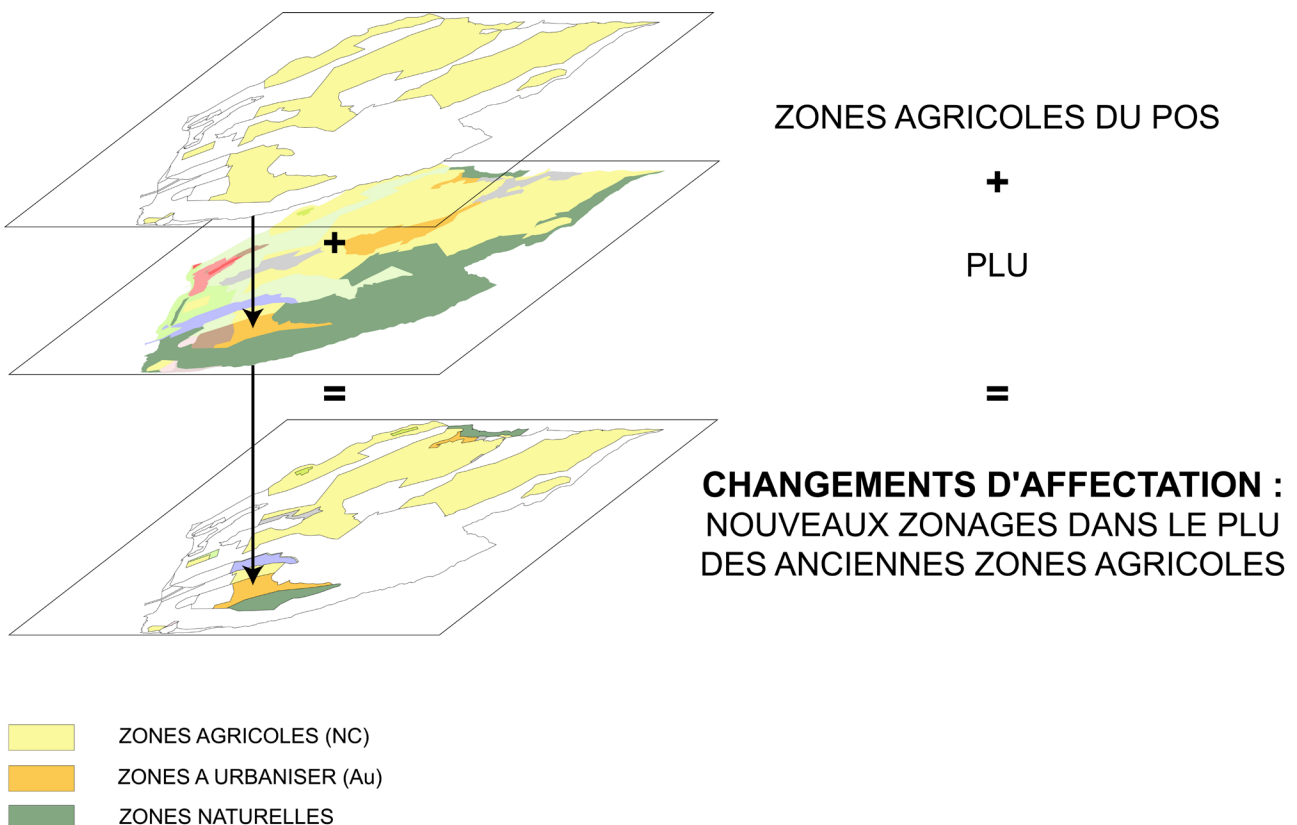 ZONES AGRICOLES DU POS
+
+
PLU
=
=
CHANGEMENTS D'AFFECTATION :
NOUVEAUX ZONAGES DANS LE PLU
DES ANCIENNES ZONES AGRICOLES
ZONES AGRICOLES (NC)
ZONES A URBANISER (Au)
ZONES NATURELLES